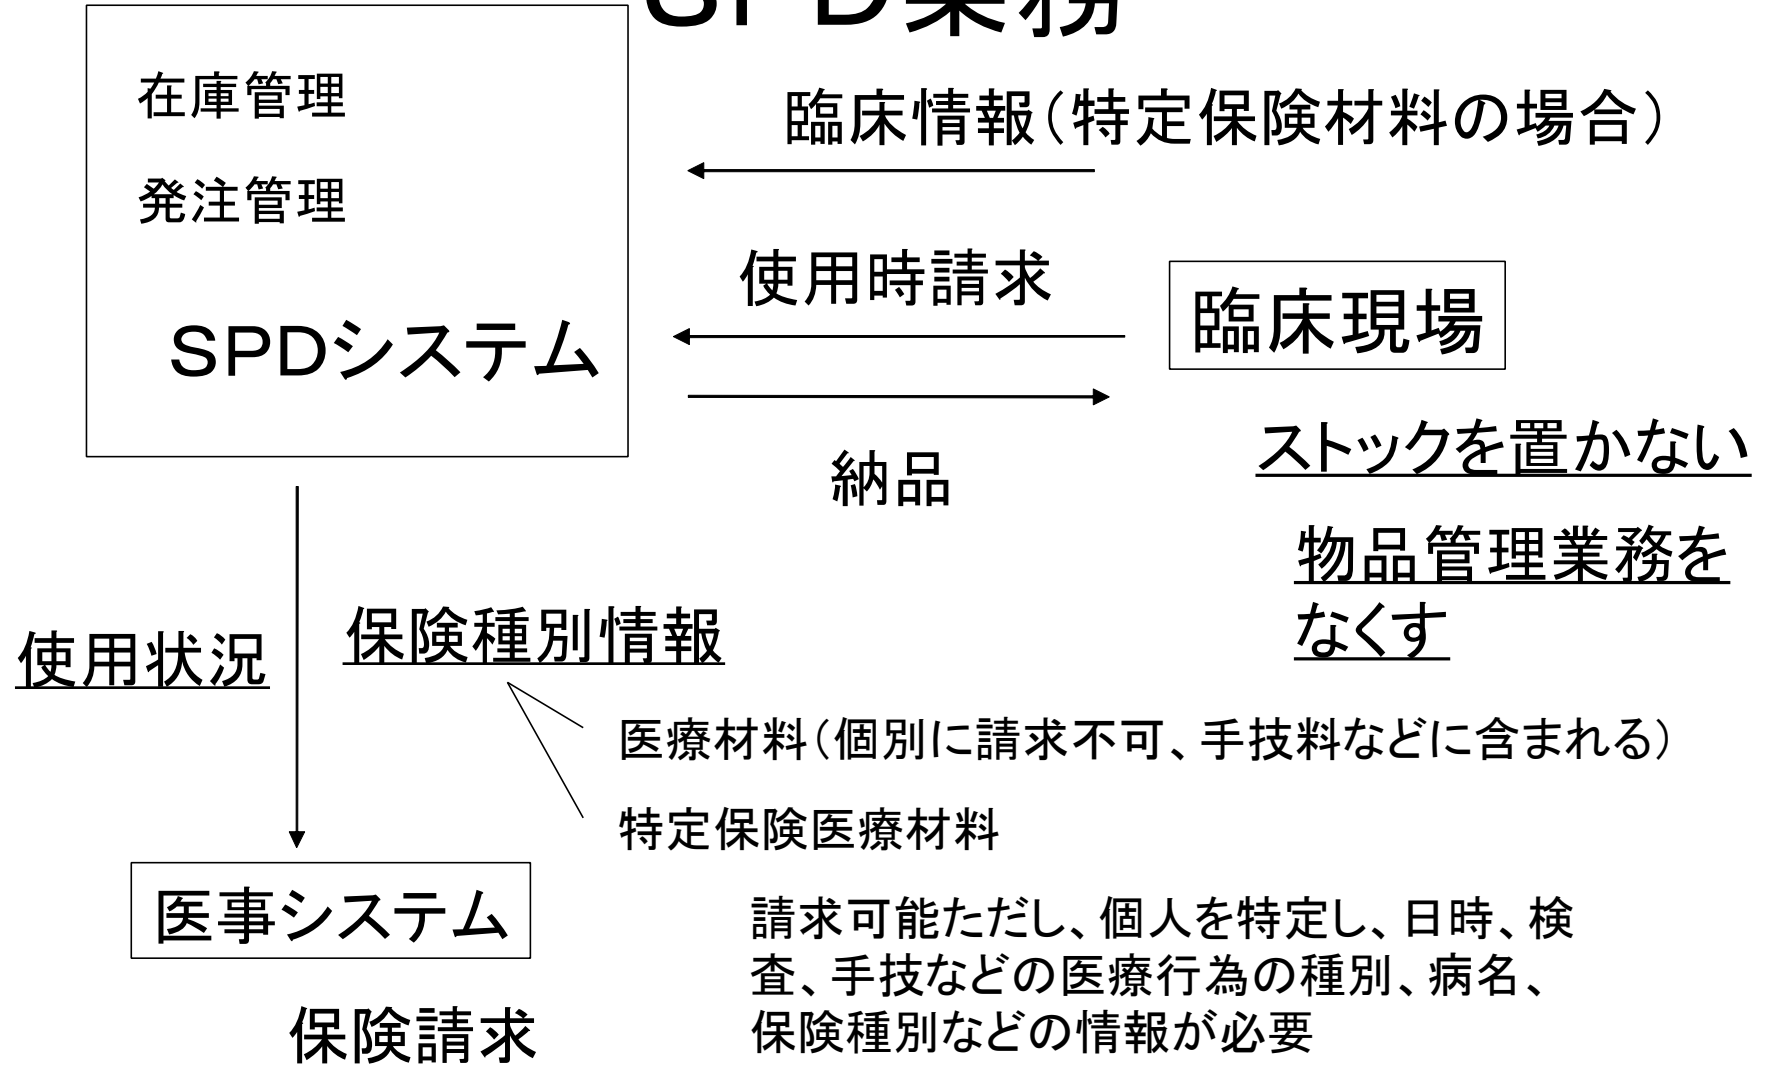 SPD業務
在庫管理
発注管理
SPDシステム
臨床情報（特定保険材料の場合）
使用時請求
臨床現場
納品
ストックを置かない
物品管理業務を
なくす
使用状況
保険種別情報
医療材料（個別に請求不可、手技料などに含まれる）
特定保険医療材料
請求可能ただし、個人を特定し、日時、検
査、手技などの医療行為の種別、病名、
保険種別などの情報が必要
医事システム
保険請求